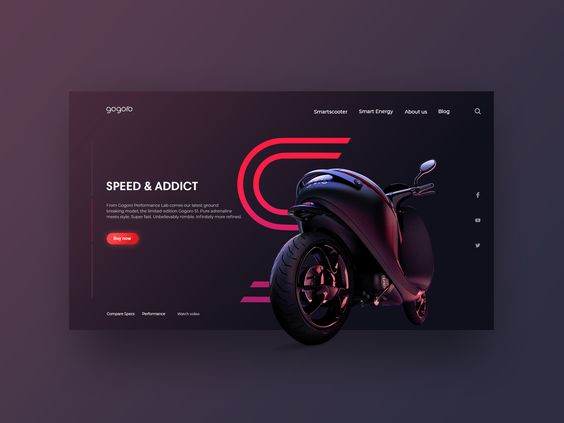 gogoro
Smartscooter Smart Energy About us Blog
SPEED & ADDICT
From Gogoro Performance Lab comes our latest ground
breaking model, the limited-edition Gogoro S1. Pure adrenaline
meets style. Super fast. Unbelievably nimble. Infinitely more refined.
Buy now
Compare Specs Performance Watch video